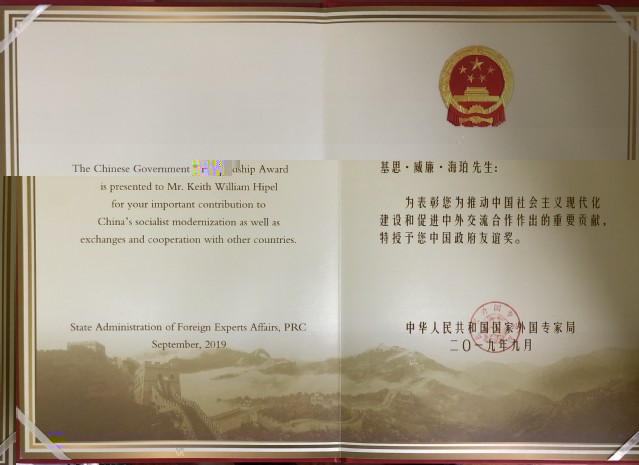 The Chinese Government Award
is presented to Mr. Keith William Hipel
for your important contribution to
China's socialist modernization as well as
exchanges and cooperation with other countries.
State Administration of Foreign Experts Affairs, PRC
September, 2019
基思·威廉·海珀 先生：
为表彰您为推动中国社会主义现代化
建设和促进中外交流合作作出的重要贡献，
特授予您中国政府友谊奖。
中华人民共和国国家外国专家局
二〇一九年九月